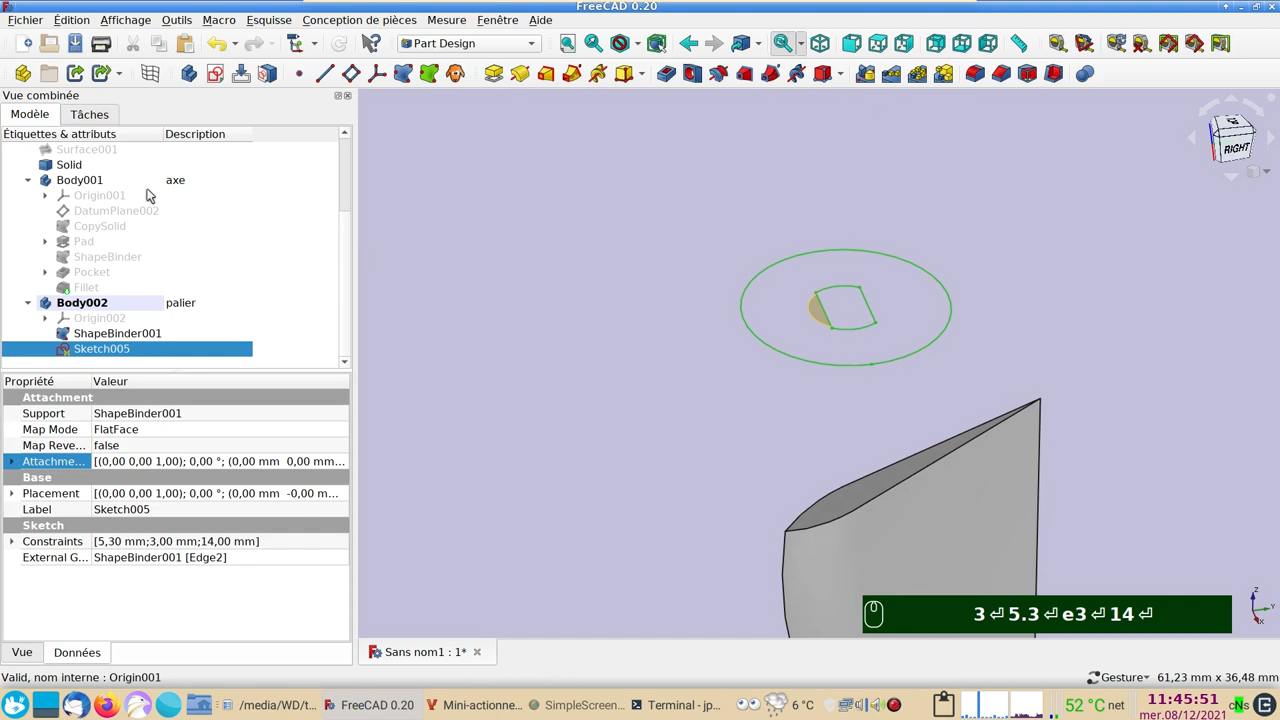 FreeCAD 0.20
Fichier Édition Affichage Outils Macro Esquisse Conception de pièces Mesure Fenêtre Aide
Part Design
Vue combinée
Modèle Tâches
Étiquettes & attributs Description
Surface001
Solid
Body001 axe
Origin001
DatumPlane002
CopySolid
Pad
ShapeBinder
Pocket
Fillet
Body002 palier
Origin002
ShapeBinder001
Sketch005
Propriété Valeur
Attachment
Support ShapeBinder001
Map Mode FlatFace
Map Reve... false
Attachme... [(0,00 0,00 1,00); 0,00 °; (0,00 mm 0,00 mm...
Base
Placement [(0,00 0,00 1,00); 0,00 °; (0,00 mm -0,00 m...
Label Sketch005
Sketch
Constraints [5,30 mm;3,00 mm;14,00 mm]
External G... ShapeBinder001 [Edge2]
RIGHT
3⏎ 5.3⏎ e3⏎ 14⏎
Z
Y
X
Vue Données
Sans nom1 : 1*
Valid, nom interne : Origin001
Gesture 61,23 mm x 36,48 mm
/media/WD/t... FreeCAD 0.20 Mini-actionne... SimpleScreen... Terminal – jp...
6 °C
52 °C net
11:45:51
mer.08/12/2021